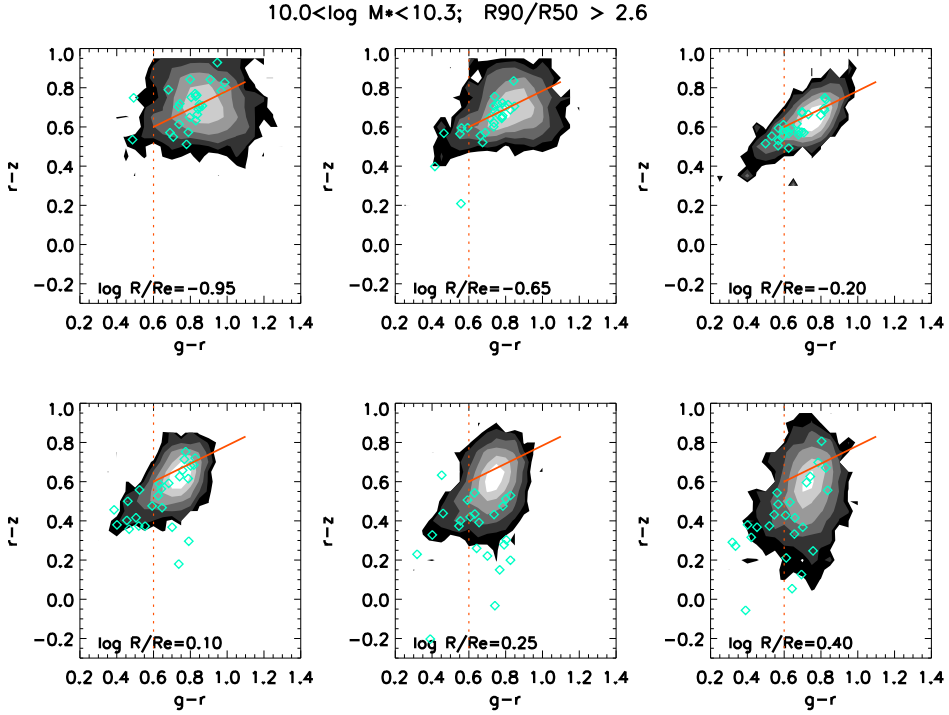 10.0<log M*<10.3;  R90/R50 > 2.6
1.0 0.8 0.6 0.4 0.2 0.0 −0.2
r−z
log R/Re=−0.95
0.2 0.4 0.6 0.8 1.0 1.2 1.4
g−r
1.0 0.8 0.6 0.4 0.2 0.0 −0.2
r−z
log R/Re=−0.65
0.2 0.4 0.6 0.8 1.0 1.2 1.4
g−r
1.0 0.8 0.6 0.4 0.2 0.0 −0.2
r−z
log R/Re=−0.20
0.2 0.4 0.6 0.8 1.0 1.2 1.4
g−r
1.0 0.8 0.6 0.4 0.2 0.0 −0.2
r−z
log R/Re=0.10
0.2 0.4 0.6 0.8 1.0 1.2 1.4
g−r
1.0 0.8 0.6 0.4 0.2 0.0 −0.2
r−z
log R/Re=0.25
0.2 0.4 0.6 0.8 1.0 1.2 1.4
g−r
1.0 0.8 0.6 0.4 0.2 0.0 −0.2
r−z
log R/Re=0.40
0.2 0.4 0.6 0.8 1.0 1.2 1.4
g−r